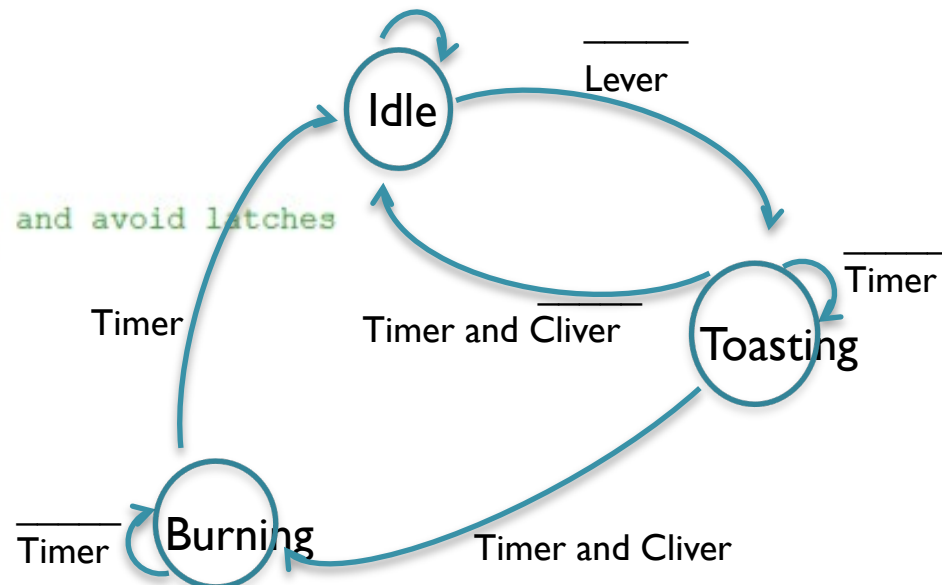 Lever
Idle
and avoid latches
Timer
Timer
Timer and Cliver
Toasting
Timer
Burning
Timer and Cliver